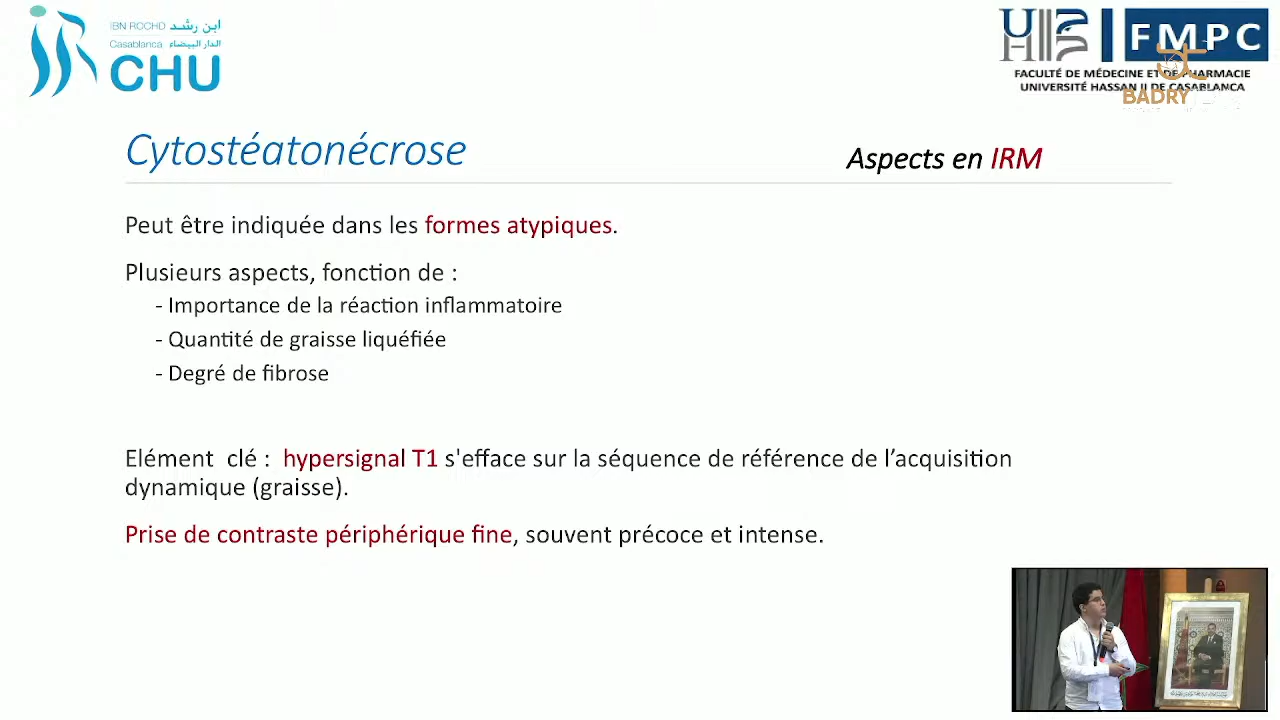 IBN ROCHD ابن رشد
Casablanca الدار البيضاء
CHU
UH
FMPC
FACULTÉ DE MÉDECINE ET DE PHARMACIE
UNIVERSITÉ HASSAN II DE CASABLANCA
BADRY
Cytostéatonécrose
Aspects en IRM
Peut être indiquée dans les formes atypiques.
Plusieurs aspects, fonction de :
- Importance de la réaction inflammatoire
- Quantité de graisse liquéfiée
- Degré de fibrose
Elément clé : hypersignal T1 s'efface sur la séquence de référence de l’acquisition
dynamique (graisse).
Prise de contraste périphérique fine, souvent précoce et intense.